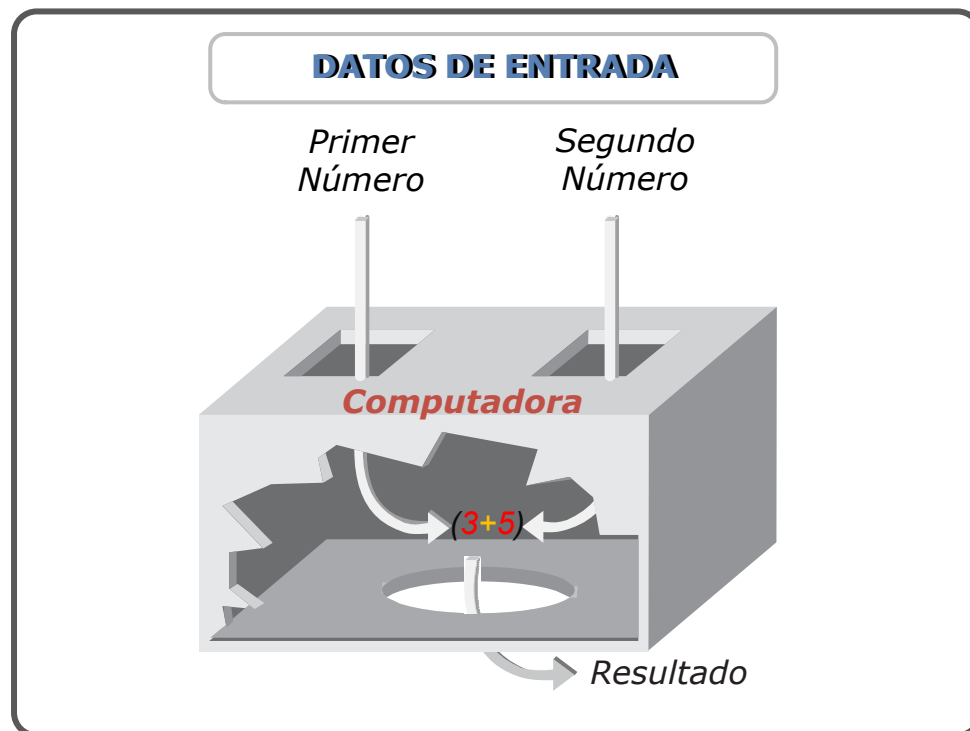 DATOS DE ENTRADA
Primer
Número
Segundo
Número
Computadora
(3+5)
Resultado